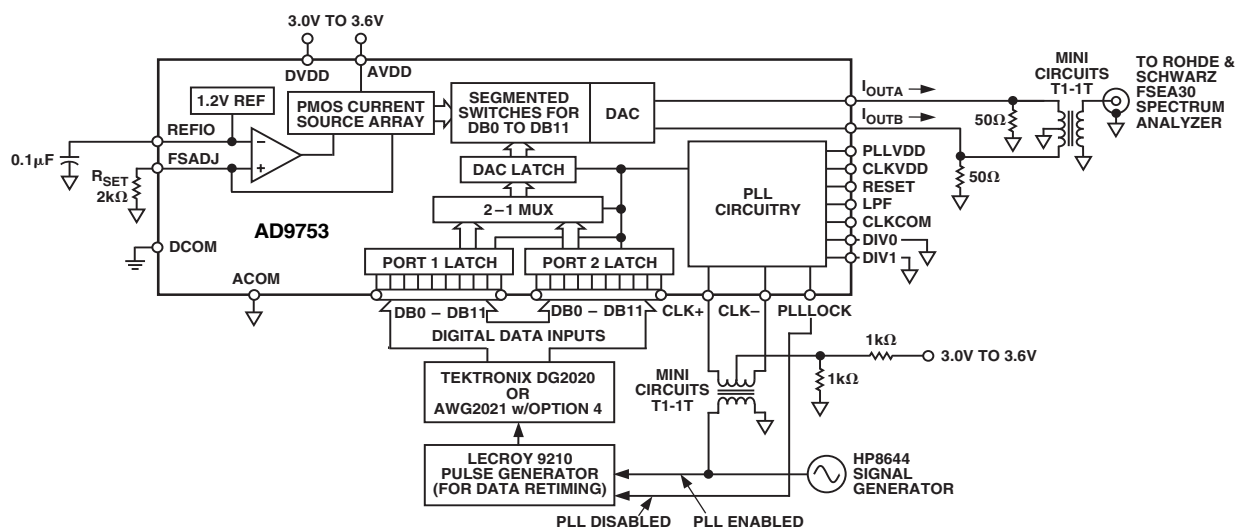 3.0V TO 3.6V
DVDD
AVDD
1.2V REF
PMOS CURRENT
SOURCE ARRAY
SEGMENTED
SWITCHES FOR
DB0 TO DB11
DAC
IOUTA
IOUTB
MINI
CIRCUITS
T1-1T
TO ROHDE &
SCHWARZ
FSEA30
SPECTRUM
ANALYZER
50Ω
50Ω
REFIO
0.1μF
FSADJ
RSET
2kΩ
–
+
DAC LATCH
2–1 MUX
PLL
CIRCUITRY
PLLVDD
CLKVDD
RESET
LPF
CLKCOM
DIV0
DIV1
AD9753
DCOM
ACOM
PORT 1 LATCH
PORT 2 LATCH
DB0 – DB11
DB0 – DB11
CLK+
CLK–
PLLLOCK
DIGITAL DATA INPUTS
1kΩ
3.0V TO 3.6V
1kΩ
MINI
CIRCUITS
T1-1T
TEKTRONIX DG2020
OR
AWG2021 w/OPTION 4
LECROY 9210
PULSE GENERATOR
(FOR DATA RETIMING)
HP8644
SIGNAL
GENERATOR
PLL DISABLED
PLL ENABLED